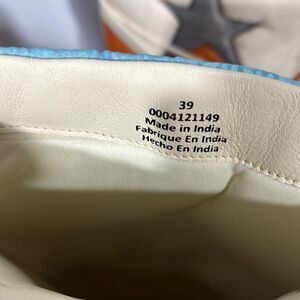 39
0004121149
Made in India
Fabrique En India
Hecho En India